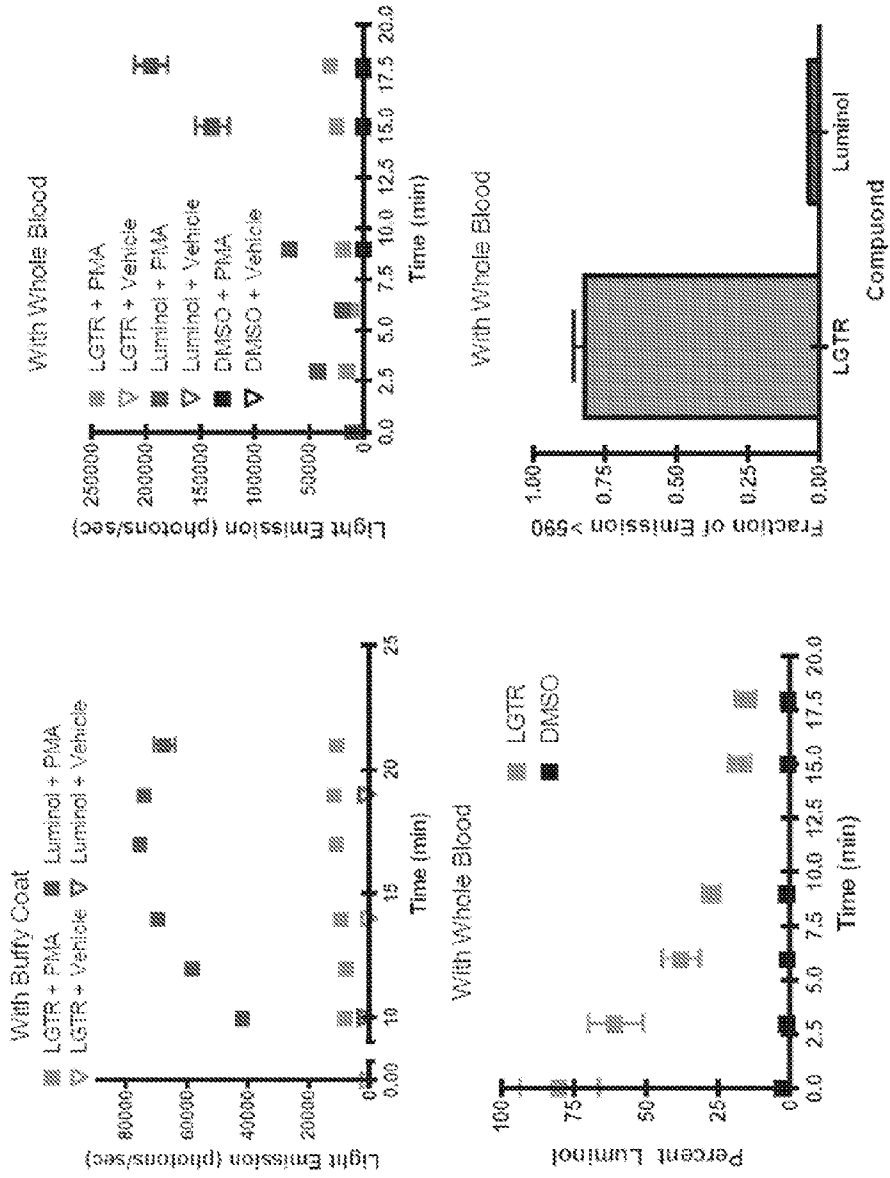 With Buffy Coat
LGTR + PMA
Luminol + PMA
LGTR + Vehicle
Luminol + Vehicle
Light Emission (photons/sec)
80000
60000
40000
20000
0
0.00
10
15
20
25
Time (min)
With Whole Blood
LGTR + PMA
LGTR + Vehicle
Luminol + PMA
Luminol + Vehicle
DMSO + PMA
DMSO + Vehicle
Light Emission (photons/sec)
250000
200000
150000
100000
50000
0
0.0
2.5
5.0
7.5
10.0
12.5
15.0
17.5
20.0
Time (min)
With Whole Blood
LGTR
DMSO
Percent Luminol
100
75
50
25
0
0.0
2.5
5.0
7.5
10.0
12.5
15.0
17.5
20.0
Time (min)
With Whole Blood
Fraction of Emission > 590
1.00
0.75
0.50
0.25
0.00
LGTR
Luminol
Compuond